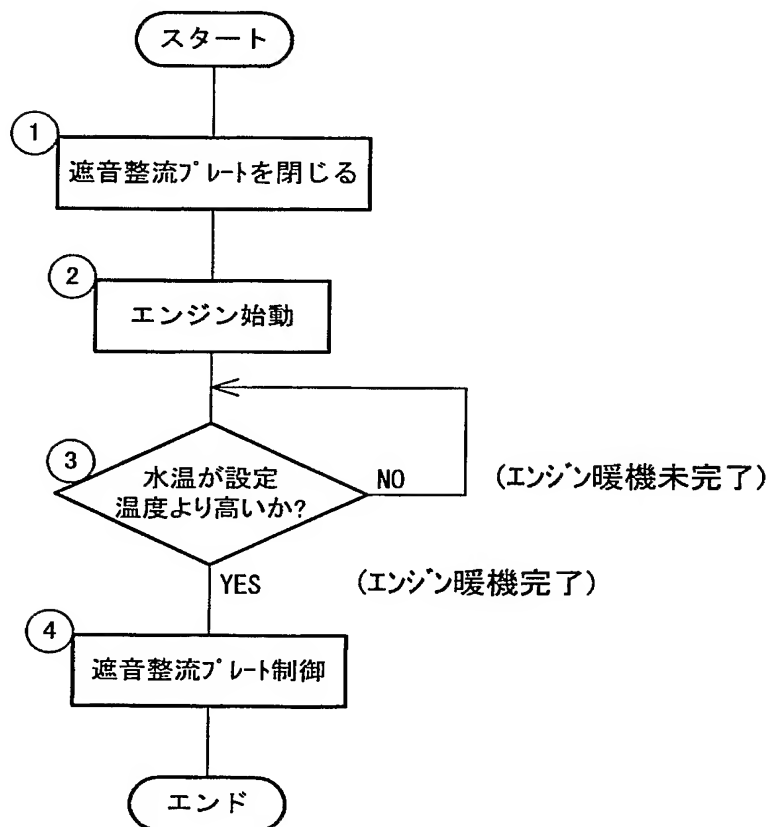 スタート
1
遮音整流プレートを閉じる
2
エンジン始動
3
水温が設定
温度より高いか?
NO
(エンジン暖機未完了)
YES
(エンジン暖機完了)
4
遮音整流プレート制御
エンド